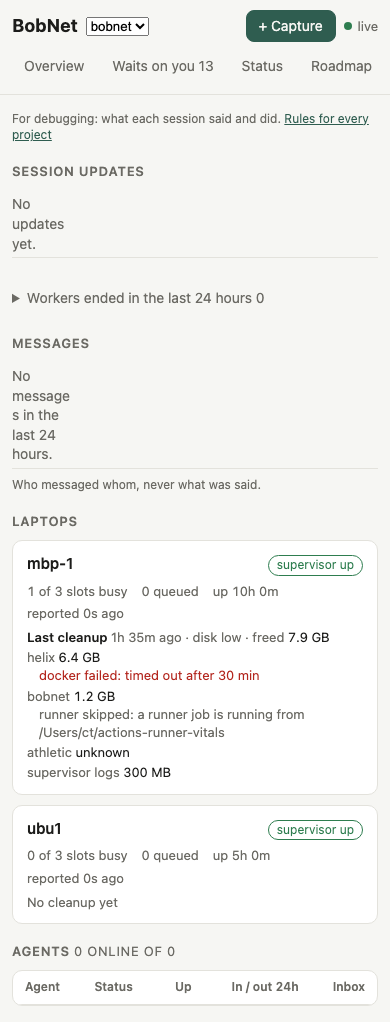 BobNet bobnet + Capture live
Overview Waits on you 13 Status Roadmap
For debugging: what each session said and did. Rules for every
project
SESSION UPDATES
No
updates
yet.
Workers ended in the last 24 hours 0
MESSAGES
No
message
s in the
last 24
hours.
Who messaged whom, never what was said.
LAPTOPS
mbp-1 supervisor up
1 of 3 slots busy 0 queued up 10h 0m
reported 0s ago
Last cleanup 1h 35m ago · disk low · freed 7.9 GB
helix 6.4 GB
docker failed: timed out after 30 min
bobnet 1.2 GB
runner skipped: a runner job is running from
/Users/ct/actions-runner-vitals
athletic unknown
supervisor logs 300 MB
ubu1 supervisor up
0 of 3 slots busy 0 queued up 5h 0m
reported 0s ago
No cleanup yet
AGENTS 0 ONLINE OF 0
Agent Status Up In / out 24h Inbox